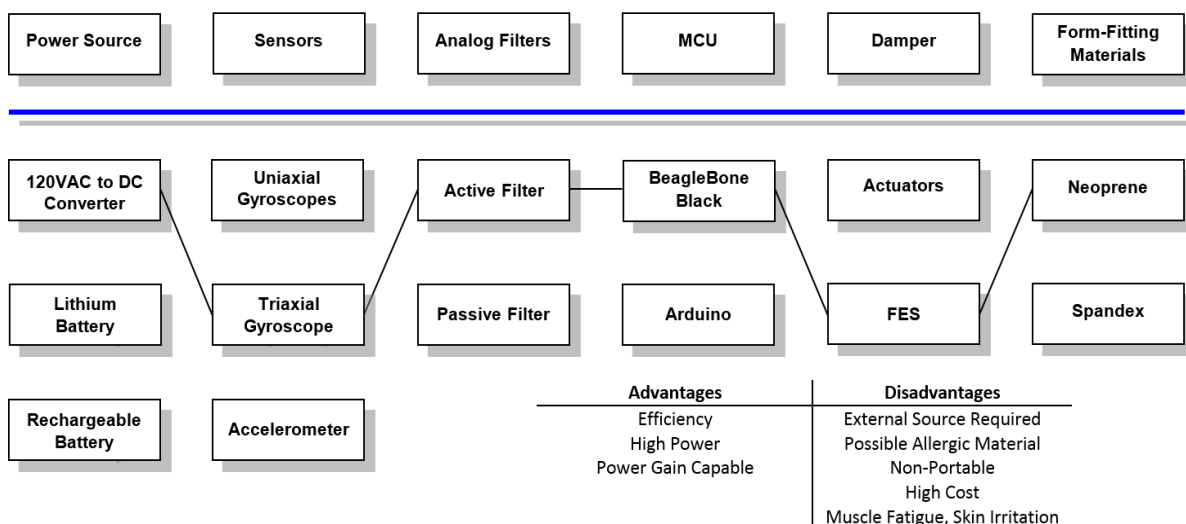 Power Source
Sensors
Analog Filters
MCU
Damper
Form-Fitting
Materials
120VAC to DC
Converter
Uniaxial
Gyroscopes
Active Filter
BeagleBone
Black
Actuators
Neoprene
Lithium
Battery
Triaxial
Gyroscope
Passive Filter
Arduino
FES
Spandex
Rechargeable
Battery
Accelerometer
Advantages
Disadvantages
Efficiency
External Source Required
High Power
Possible Allergic Material
Power Gain Capable
Non-Portable
High Cost
Muscle Fatigue, Skin Irritation